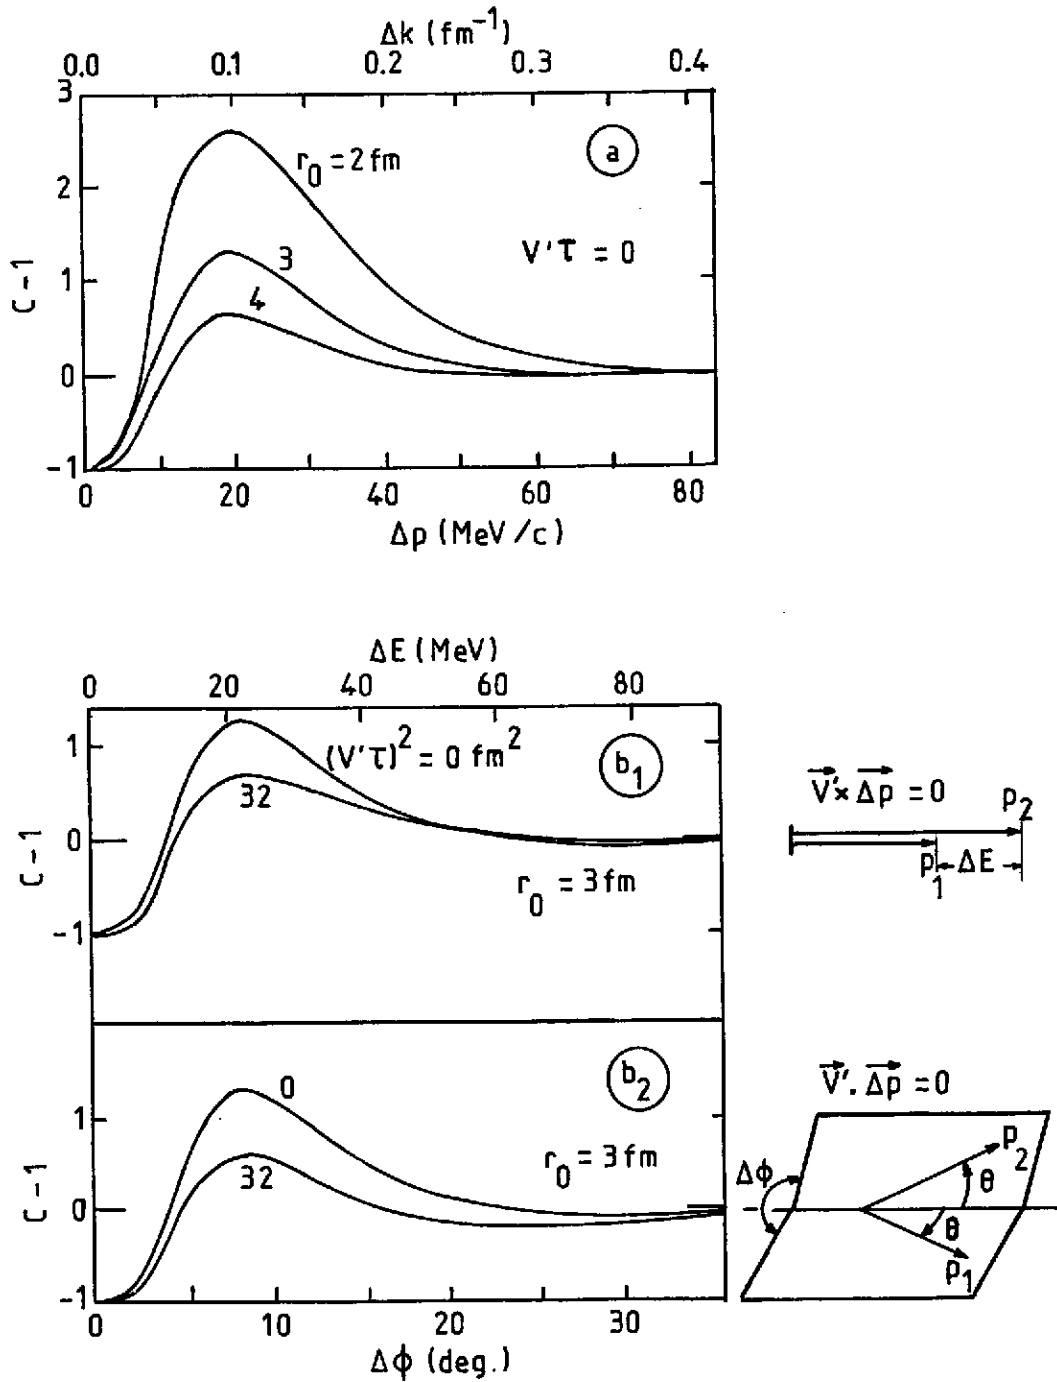 Δk (fm⁻¹)
0.0 0.1 0.2 0.3 0.4
3
2
1
0
-1
C-1
r₀ = 2 fm
3
4
a
V'τ = 0
0 20 40 60 80
Δp (MeV/c)
ΔE (MeV)
0 20 40 60 80
1
0
-1
C-1
(V'τ)² = 0 fm²
32
b₁
r₀ = 3 fm
V⃗' × Δp⃗ = 0
p₂
p₁
ΔE
1
0
-1
C-1
0
32
b₂
r₀ = 3 fm
0 10 20 30
Δϕ (deg.)
V⃗' . Δp⃗ = 0
Δϕ
p₂
θ
θ
p₁